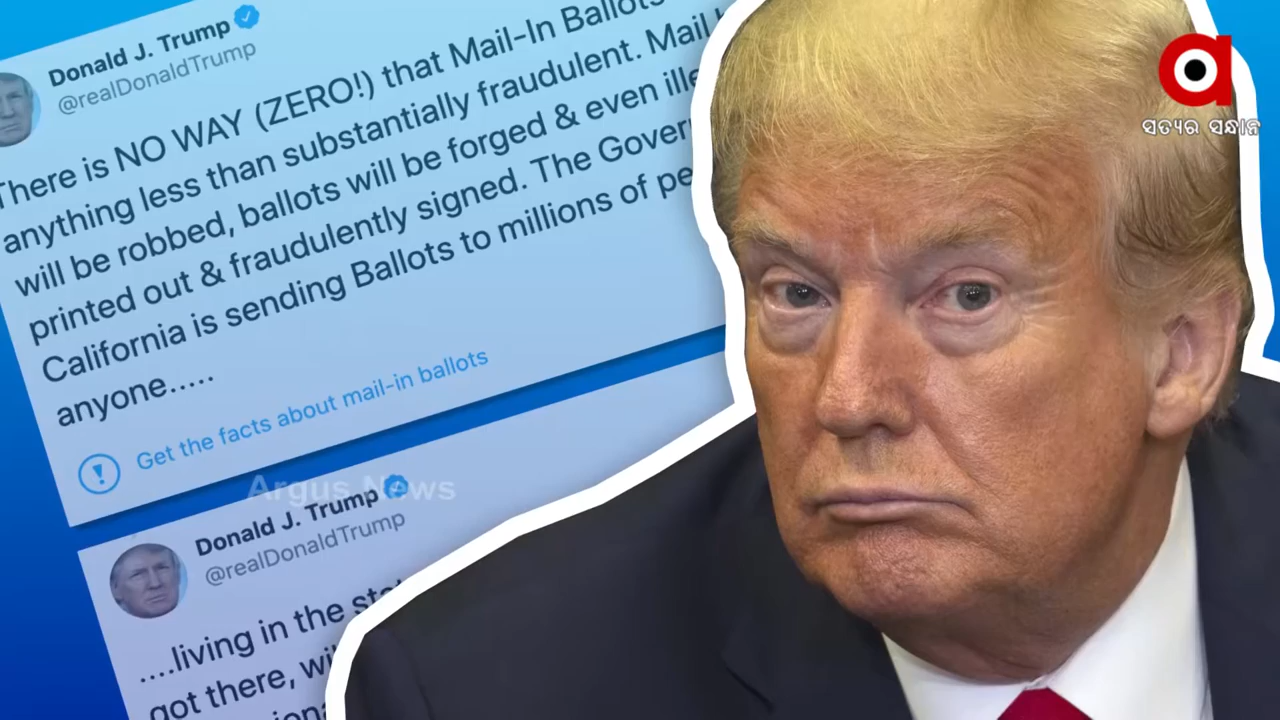 Donald J. Trump
@realDonaldTrump
There is NO WAY (ZERO!) that Mail-In Ballots
anything less than substantially fraudulent. Mail
will be robbed, ballots will be forged & even ille
printed out & fraudulently signed. The Gover
California is sending Ballots to millions of pe
anyone.....
Get the facts about mail-in ballots
Argus News
Donald J. Trump
@realDonaldTrump
....living in the sta
got there, wil
ସତ୍ୟର ସନ୍ଧାନ